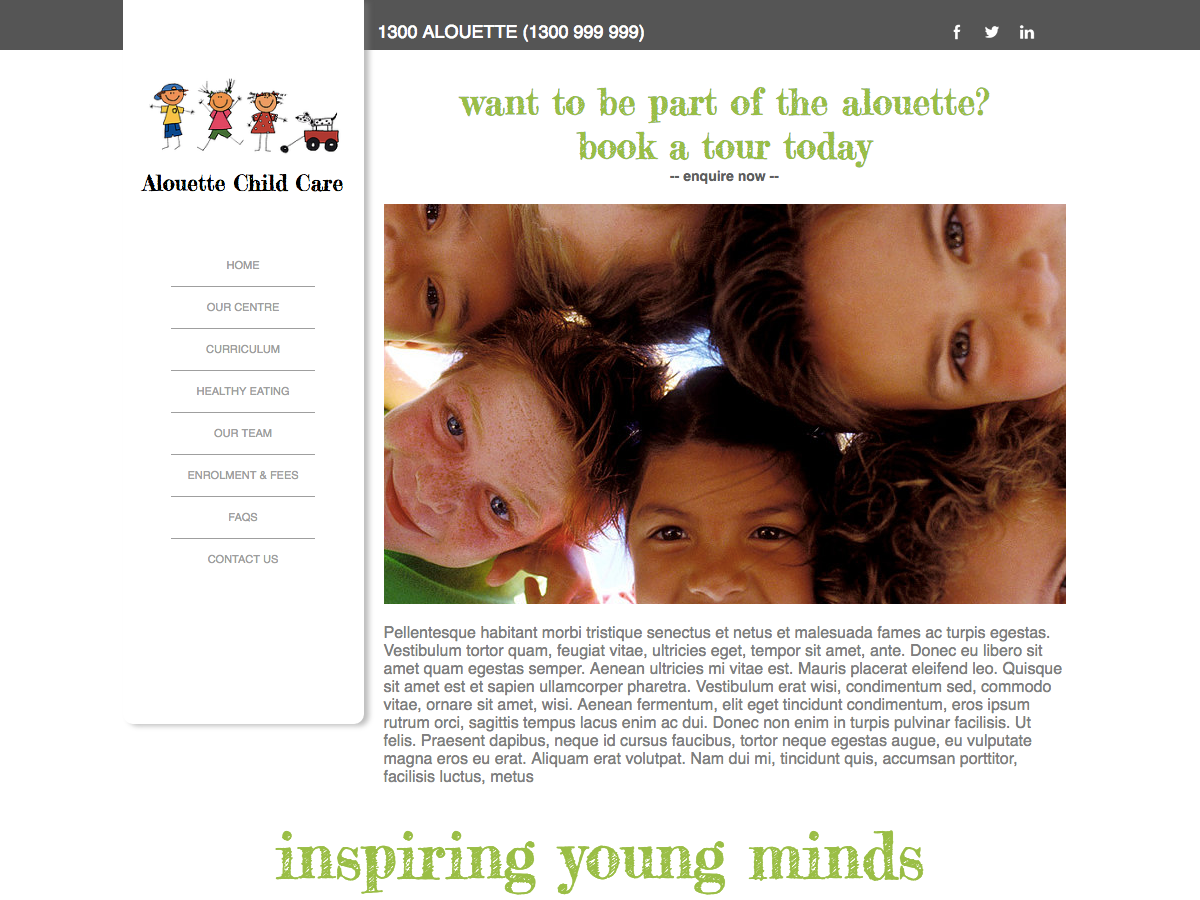 1300 ALOUETTE (1300 999 999)
Alouette Child Care
HOME
OUR CENTRE
CURRICULUM
HEALTHY EATING
OUR TEAM
ENROLMENT & FEES
FAQS
CONTACT US
want to be part of the alouette?
book a tour today
-- enquire now --
Pellentesque habitant morbi tristique senectus et netus et malesuada fames ac turpis egestas.
Vestibulum tortor quam, feugiat vitae, ultricies eget, tempor sit amet, ante. Donec eu libero sit
amet quam egestas semper. Aenean ultricies mi vitae est. Mauris placerat eleifend leo. Quisque
sit amet est et sapien ullamcorper pharetra. Vestibulum erat wisi, condimentum sed, commodo
vitae, ornare sit amet, wisi. Aenean fermentum, elit eget tincidunt condimentum, eros ipsum
rutrum orci, sagittis tempus lacus enim ac dui. Donec non enim in turpis pulvinar facilisis. Ut
felis. Praesent dapibus, neque id cursus faucibus, tortor neque egestas augue, eu vulputate
magna eros eu erat. Aliquam erat volutpat. Nam dui mi, tincidunt quis, accumsan porttitor,
facilisis luctus, metus
inspiring young minds